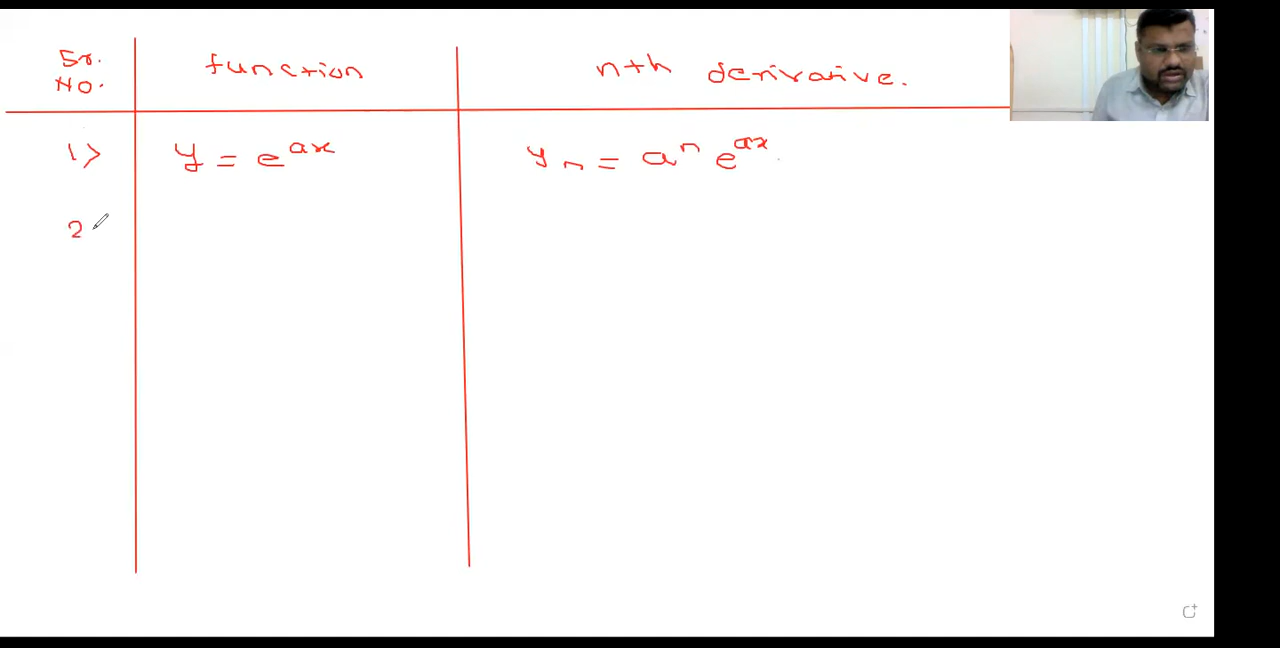 Sr. No. function nth derivative.
1) y = e^{ax} y_n = a^n e^{ax}.
2